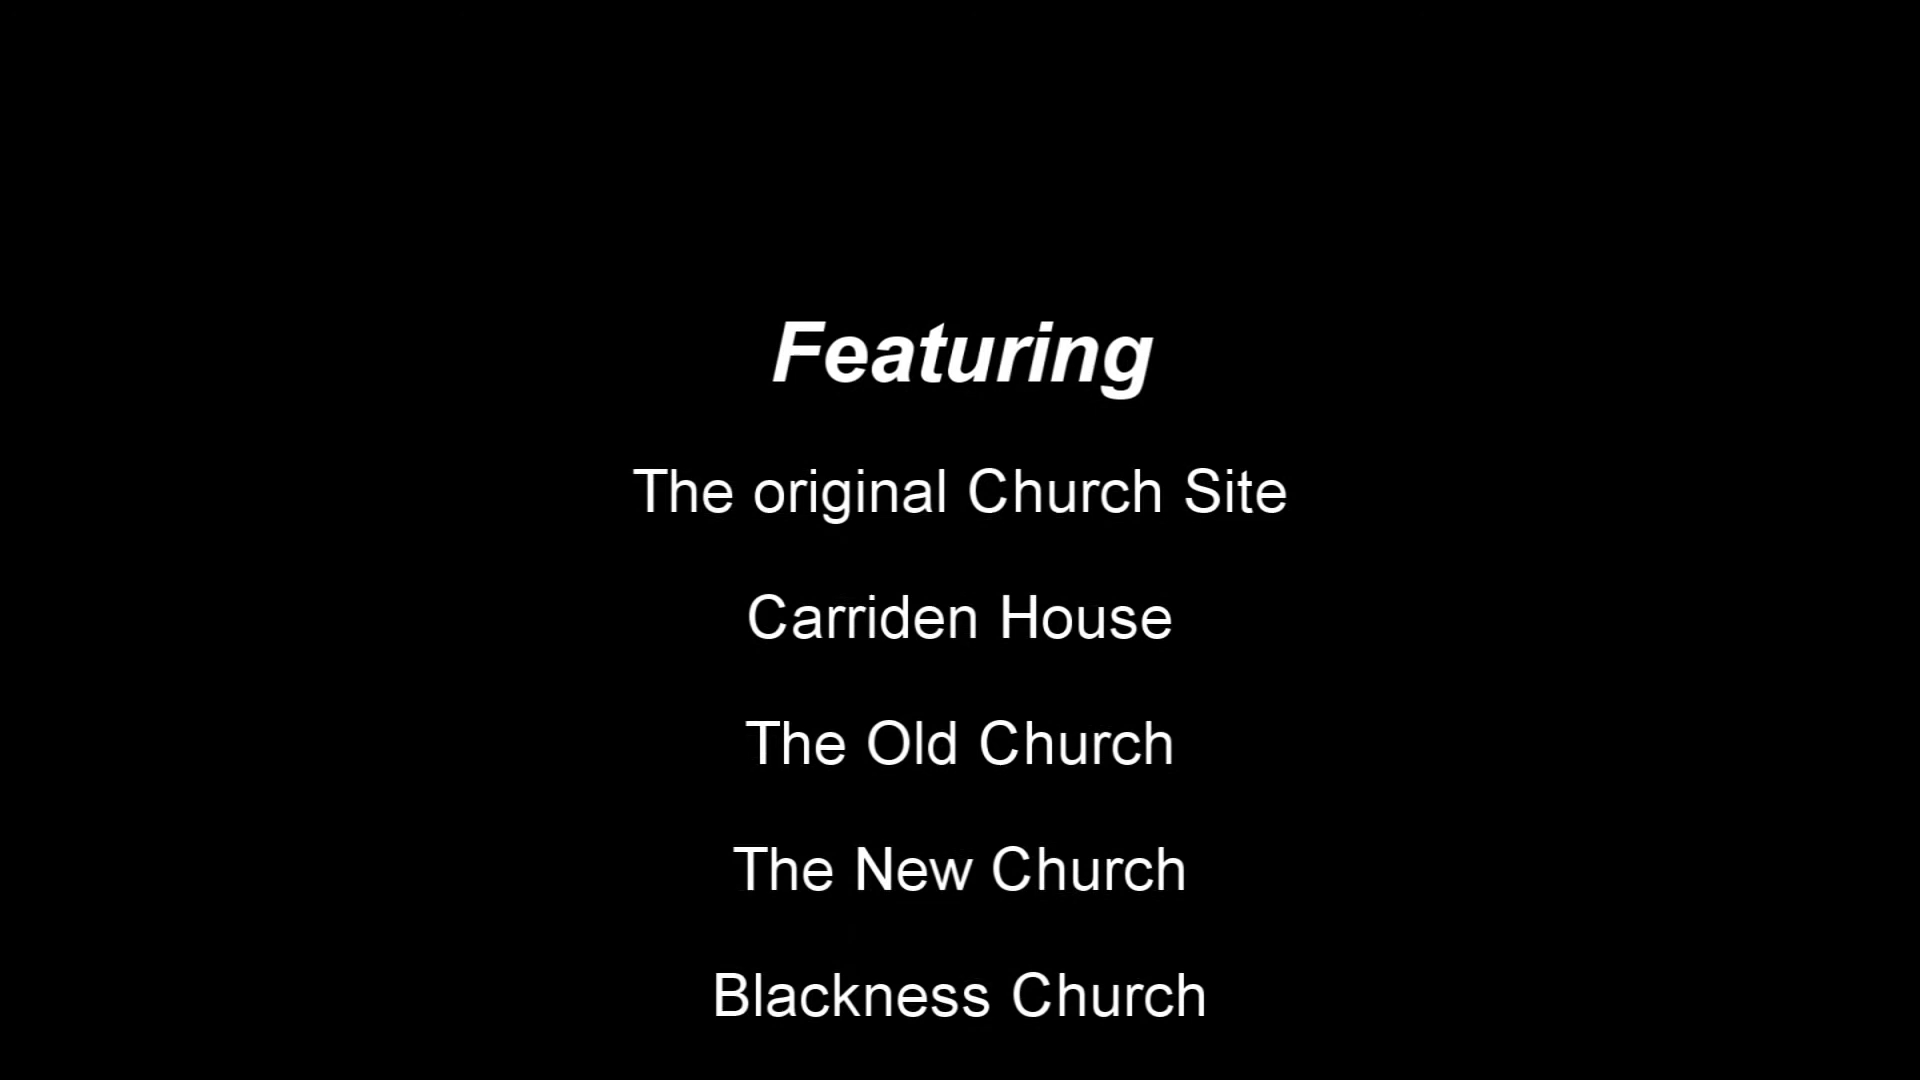 Featuring
The original Church Site
Carriden House
The Old Church
The New Church
Blackness Church